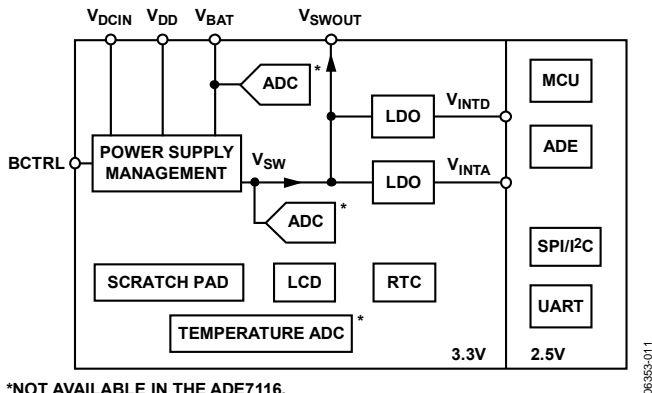 VDCIN VDD VBAT VSWOUT
ADC *
MCU
LDO VINTD
ADE
BCTRL POWER SUPPLY
MANAGEMENT
VSW
LDO VINTA
ADC *
SPI/I2C
SCRATCH PAD LCD RTC
UART
TEMPERATURE ADC *
3.3V 2.5V
*NOT AVAILABLE IN THE ADE7116.
06353-011